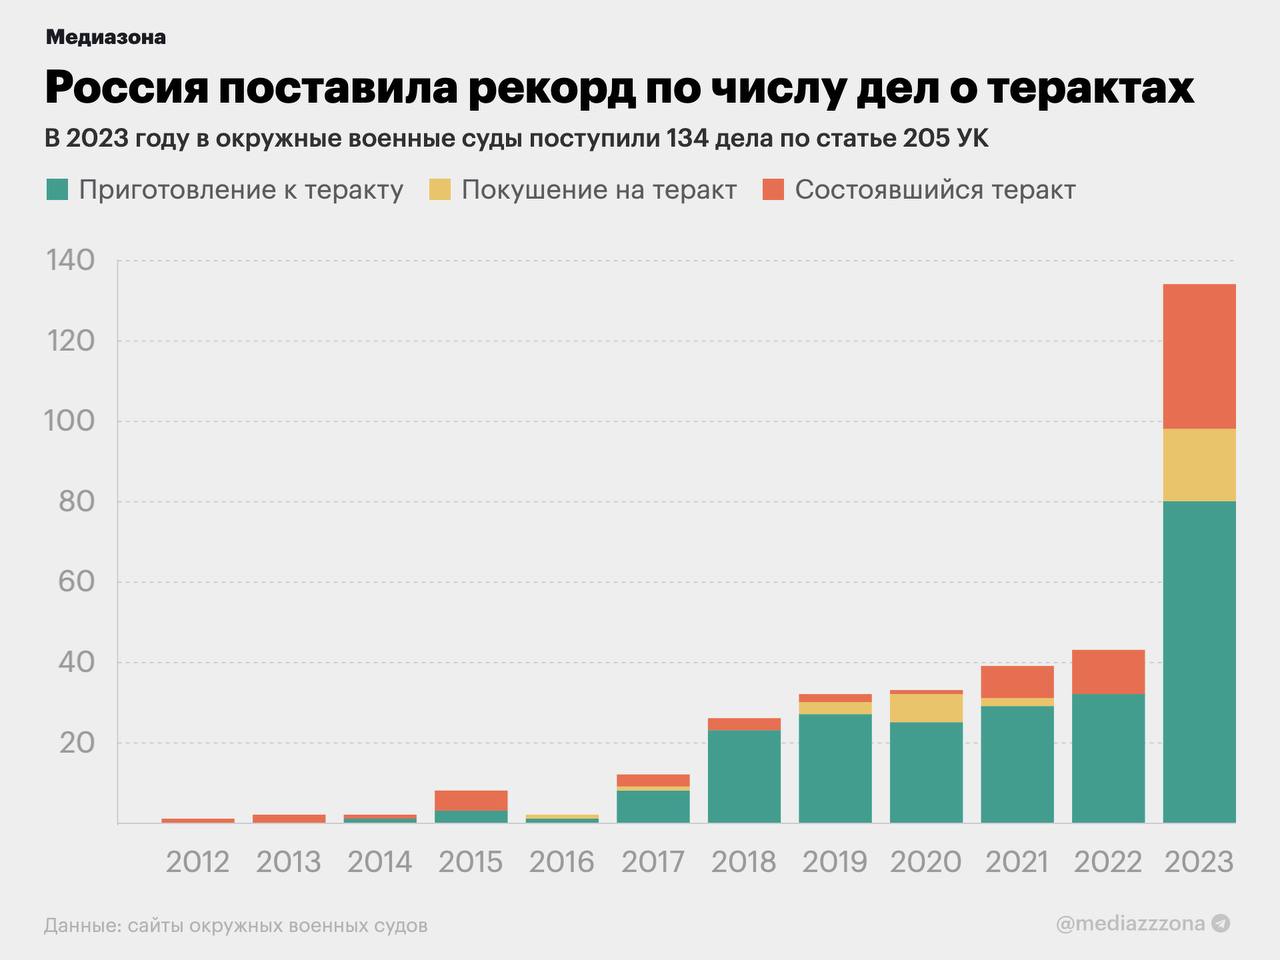 Медиазона
Россия поставила рекорд по числу дел о терактах
В 2023 году в окружные военные суды поступили 134 дела по статье 205 УК
Приготовление к теракту Покушение на теракт Состоявшийся теракт
140
120
100
80
60
40
20
2012 2013 2014 2015 2016 2017 2018 2019 2020 2021 2022 2023
Данные: сайты окружных военных судов @mediazzzona